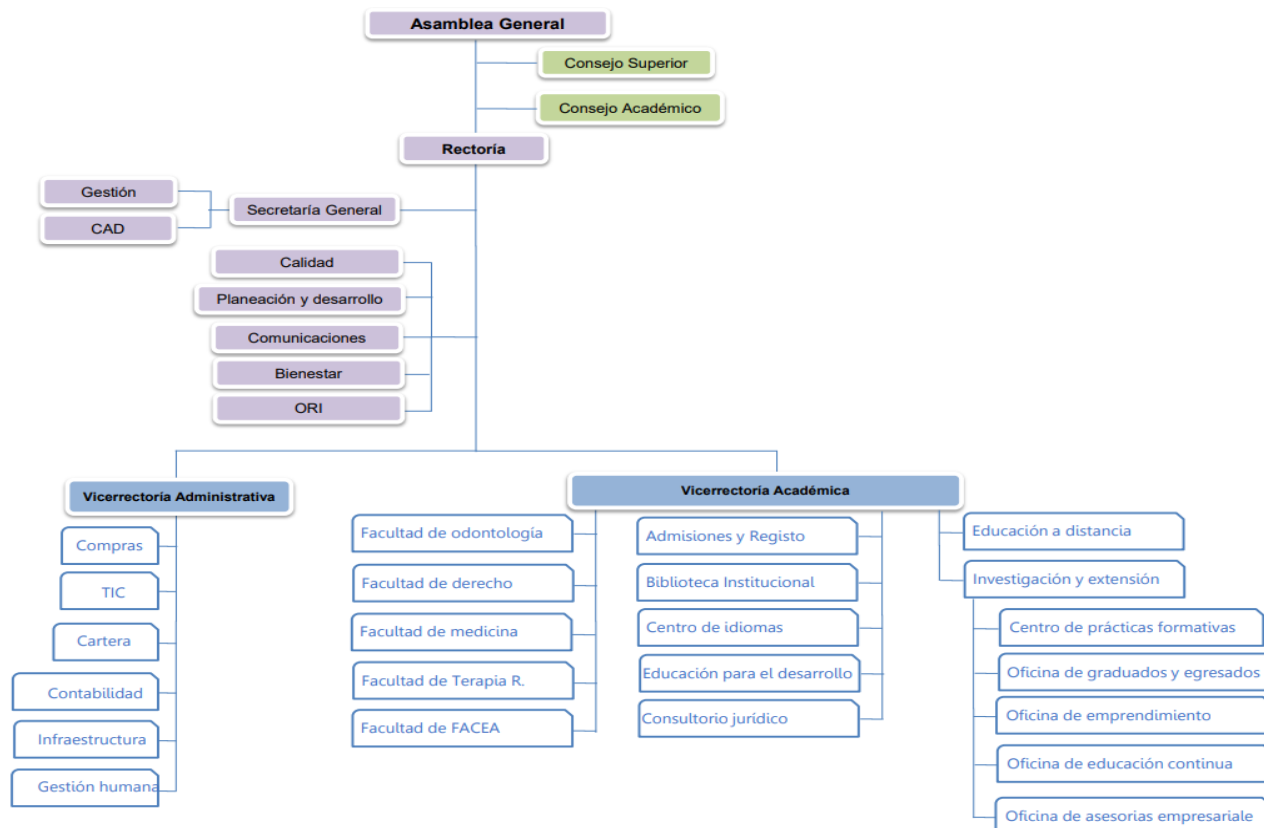 Asamblea General
Consejo Superior
Consejo Académico
Rectoría
Gestión
CAD
Secretaría General
Calidad
Planeación y desarrollo
Comunicaciones
Bienestar
ORI
Vicerrectoría Administrativa
Compras
TIC
Cartera
Contabilidad
Infraestructura
Gestión humana
Vicerrectoría Académica
Facultad de odontología
Facultad de derecho
Facultad de medicina
Facultad de Terapia R.
Facultad de FACEA
Admisiones y Registo
Biblioteca Institucional
Centro de idiomas
Educación para el desarrollo
Consultorio jurídico
Educación a distancia
Investigación y extensión
Centro de prácticas formativas
Oficina de graduados y egresados
Oficina de emprendimiento
Oficina de educación continua
Oficina de asesorias empresariale